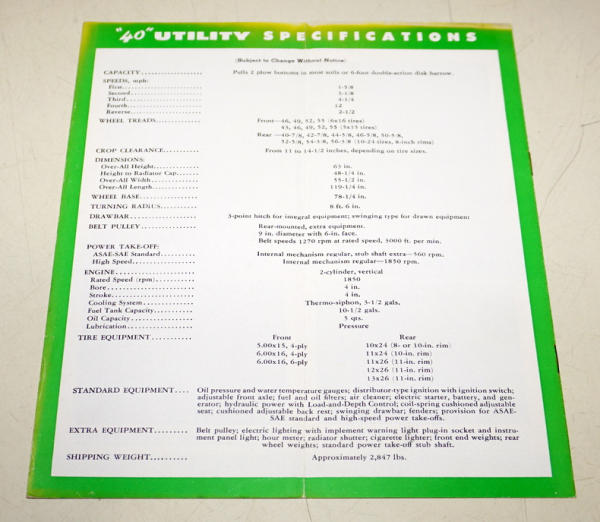 "40" UTILITY SPECIFICATIONS
(Subject to Change Without Notice)
CAPACITY.................. Pulls 2 plow bottoms in most soils or 6-foot double-action disk harrow.
SPEEDS, mph:
First........................ 1-5/8
Second..................... 3-1/8
Third....................... 4-1/4
Fourth..................... 12
Reverse.................... 2-1/2
WHEEL TREADS............. Front—46, 49, 52, 55 (6x16 tires)
43, 46, 49, 52, 55 (5x15 tires)
Rear—40-7/8, 42-7/8, 44-5/8, 46-5/8, 50-5/8,
52-5/8, 54-3/8, 56-3/8 (10-24 tires, 8-inch rims)
CROP CLEARANCE........... From 11 to 14-1/2 inches, depending on tire sizes.
DIMENSIONS:
Over-All Height............. 63 in.
Height to Radiator Cap....... 48-1/4 in.
Over-All Width.............. 55-1/2 in.
Over-All Length............. 119-1/4 in.
WHEEL BASE................. 78-1/4 in.
TURNING RADIUS........... 8 ft. 6 in.
DRAWBAR.................... 3-point hitch for integral equipment; swinging type for drawn equipment
BELT PULLEY................ Rear-mounted, extra equipment.
9 in. diameter with 6-in. face.
Belt speeds 1270 rpm at rated speed, 3000 ft. per min.
POWER TAKE-OFF:
ASAE-SAE Standard.......... Internal mechanism regular, stub shaft extra—560 rpm.
High Speed.................. Internal mechanism regular—1850 rpm.
ENGINE....................... 2-cylinder, vertical
Rated Speed (rpm)........... 1850
Bore......................... 4 in.
Stroke....................... 4 in.
Cooling System.............. Thermo-siphon, 3-1/2 gals.
Fuel Tank Capacity........... 10-1/2 gals.
Oil Capacity................. 5 qts.
Lubrication.................. Pressure
TIRE EQUIPMENT............ Front Rear
5.00x15, 4-ply 10x24 (8- or 10-in. rim)
6.00x16, 4-ply 11x24 (10-in. rim)
6.00x16, 6-ply 11x26 (11-in. rim)
12x26 (11-in. rim)
13x26 (11-in. rim)
STANDARD EQUIPMENT.... Oil pressure and water temperature gauges; distributor-type ignition with ignition switch;
adjustable front axle; fuel and oil filters; air cleaner; electric starter, battery, and gen-
erator; hydraulic power with Load-and-Depth Control; coil-spring cushioned adjustable
seat; cushioned adjustable back rest; swinging drawbar; fenders; provision for ASAE-
SAE standard and high-speed power take-offs.
EXTRA EQUIPMENT......... Belt pulley; electric lighting with implement warning light plug-in socket and instru-
ment panel light; hour meter; radiator shutter; cigarette lighter; front end weights; rear
wheel weights; standard power take-off stub shaft.
SHIPPING WEIGHT.......... Approximately 2,847 lbs.